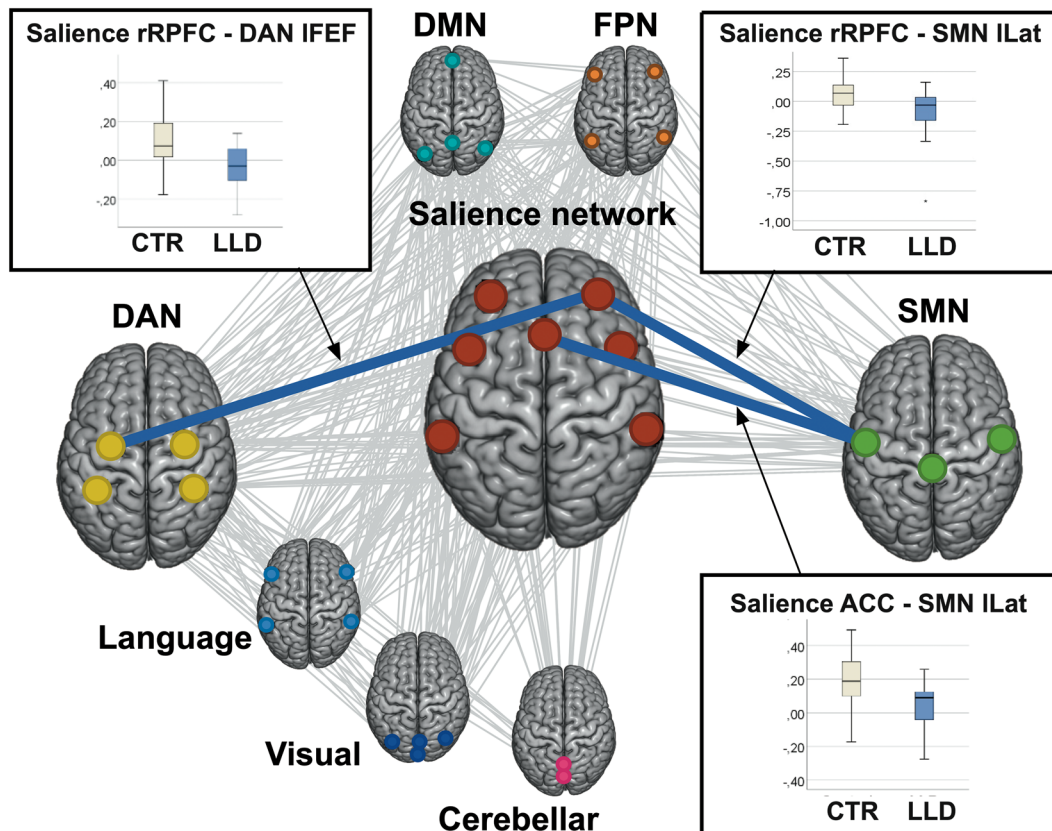 Salience rRPFC - DAN lFEF
,40
,20
,00
-,20
CTR LLD
DMN
FPN
Salience rRPFC - SMN lLat
,25
,00
-,25
-,50
-,75
-1,00
CTR LLD
Salience network
DAN
SMN
Language
Visual
Cerebellar
Salience ACC - SMN lLat
,40
,20
,00
-,20
-,40
CTR LLD